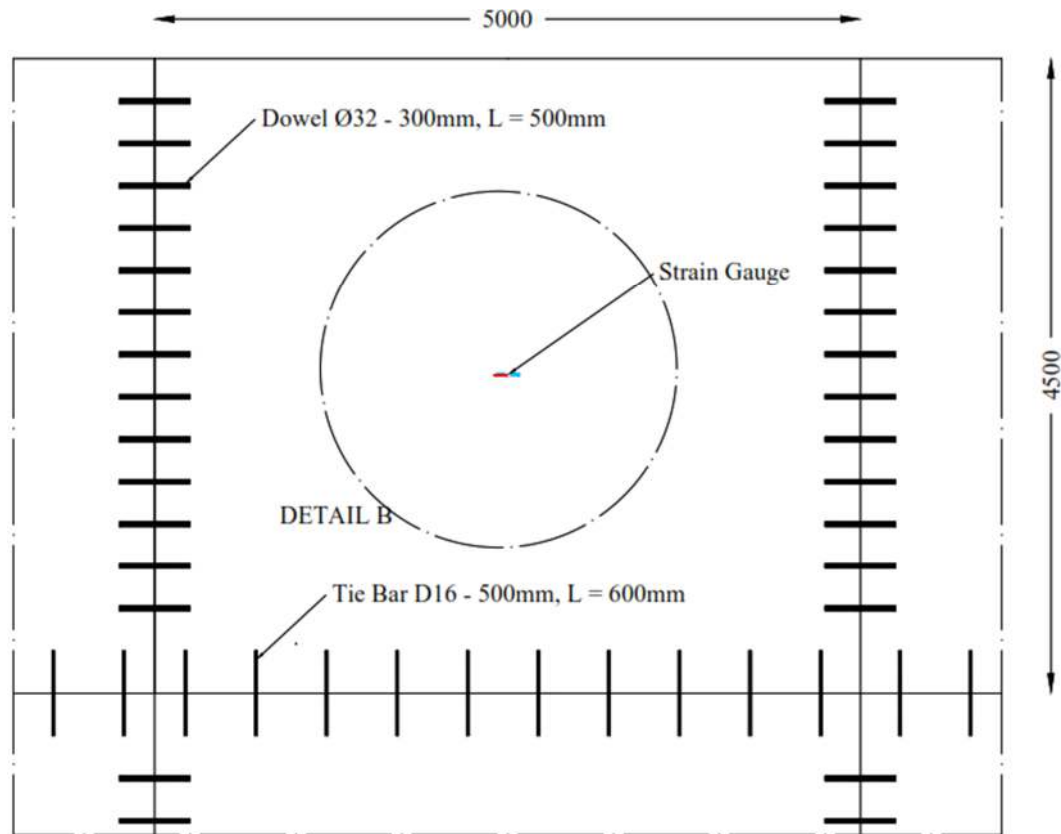 5000
Dowel Ø32 - 300mm, L = 500mm
Strain Gauge
4500
DETAIL B
Tie Bar D16 - 500mm, L = 600mm